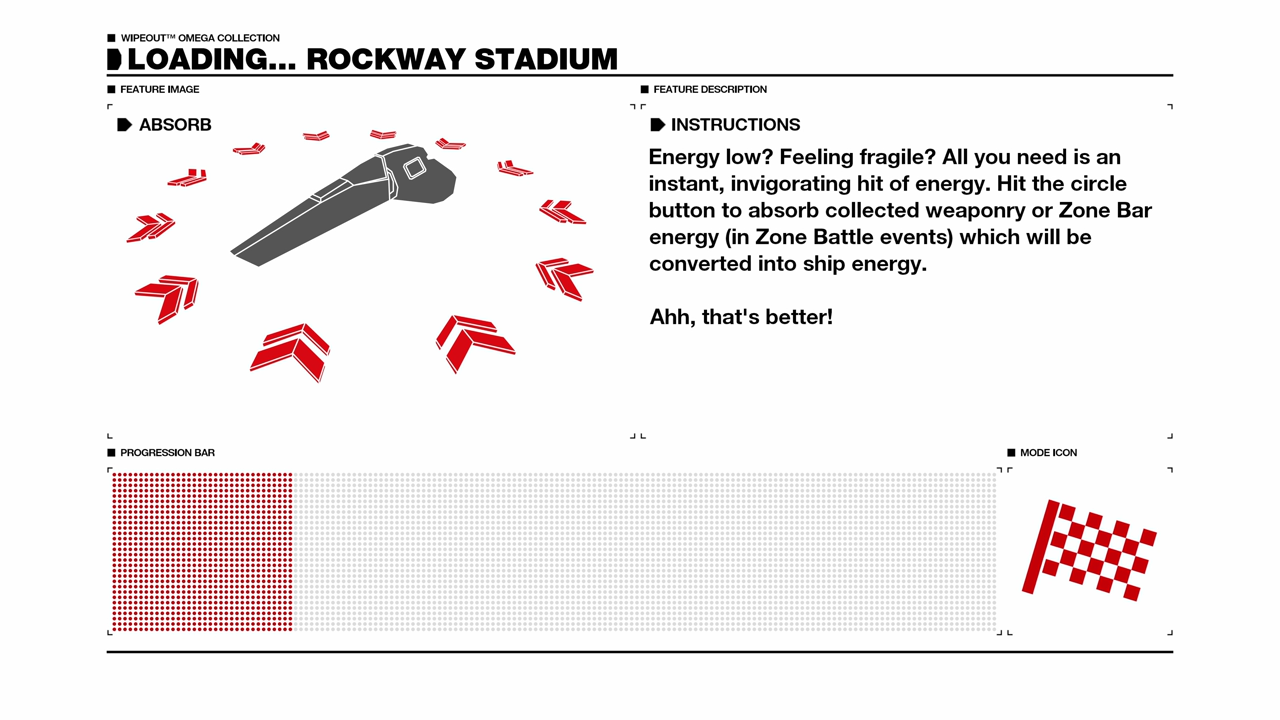 WIPEOUT™ OMEGA COLLECTION
LOADING... ROCKWAY STADIUM
FEATURE IMAGE
ABSORB
FEATURE DESCRIPTION
INSTRUCTIONS
Energy low? Feeling fragile? All you need is an
instant, invigorating hit of energy. Hit the circle
button to absorb collected weaponry or Zone Bar
energy (in Zone Battle events) which will be
converted into ship energy.
Ahh, that's better!
PROGRESSION BAR
MODE ICON